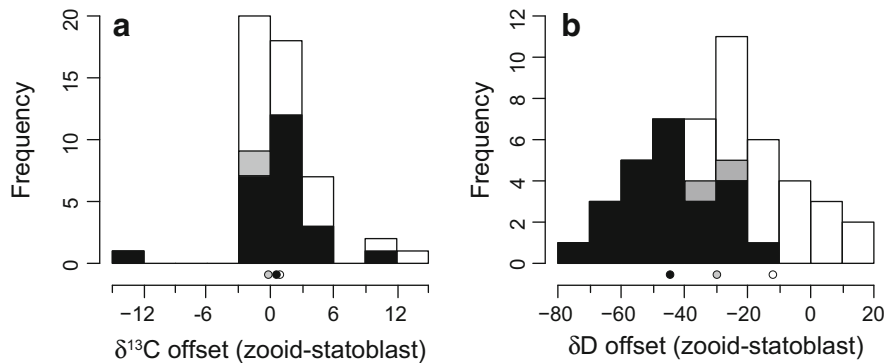 a
Frequency
20
15
10
5
0
−12 -6 0 6 12
δ¹³C offset (zooid-statoblast)
b
Frequency
12
10
8
6
4
2
0
−80 −60 −40 −20 0 20
δD offset (zooid-statoblast)